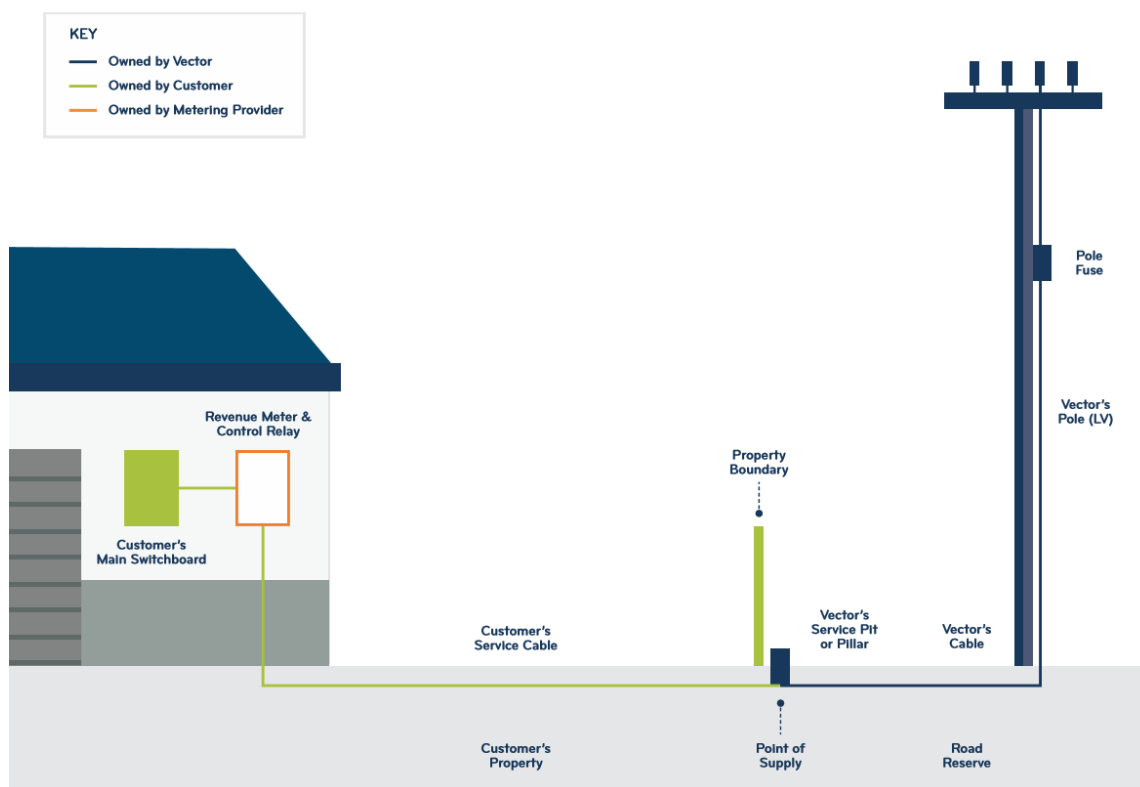 KEY
Owned by Vector
Owned by Customer
Owned by Metering Provider
Pole
Fuse
Vector's
Pole (LV)
Revenue Meter &
Control Relay
Property
Boundary
Customer's
Main Switchboard
Customer's
Service Cable
Vector's
Service Pit
or Pillar
Vector's
Cable
Customer's
Property
Point of
Supply
Road
Reserve